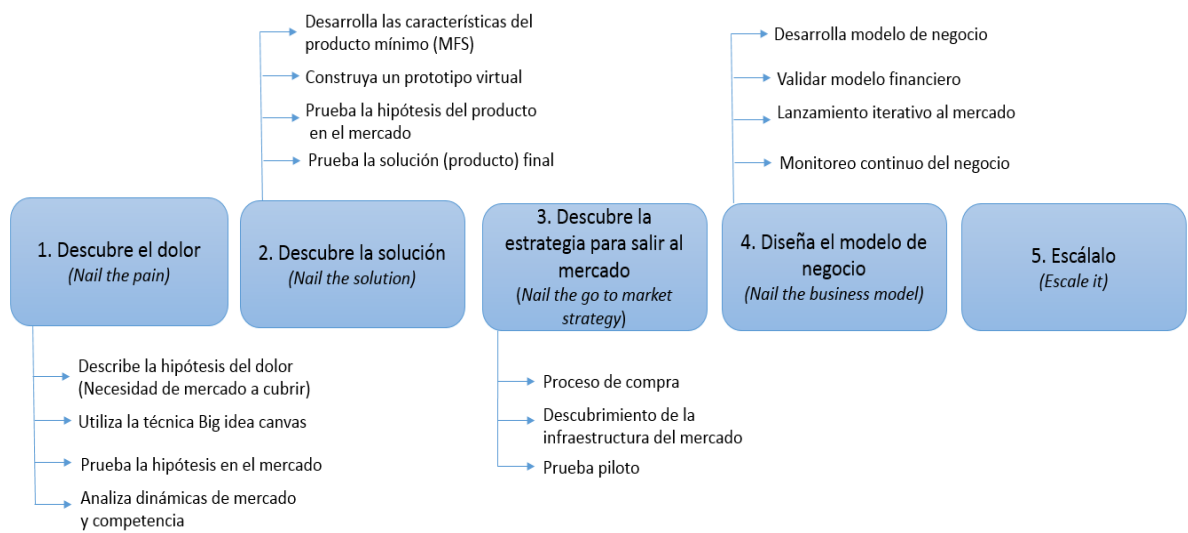 Desarrolla las características del
producto mínimo (MFS)
Construya un prototipo virtual
Prueba la hipótesis del producto
en el mercado
Prueba la solución (producto) final
Desarrolla modelo de negocio
Validar modelo financiero
Lanzamiento iterativo al mercado
Monitoreo continuo del negocio
1. Descubre el dolor
(Nail the pain)
2. Descubre la solución
(Nail the solution)
3. Descubre la
estrategia para salir al
mercado
(Nail the go to market
strategy)
4. Diseña el modelo de
negocio
(Nail the business model)
5. Escálalo
(Escale it)
Describe la hipótesis del dolor
(Necesidad de mercado a cubrir)
Utiliza la técnica Big idea canvas
Prueba la hipótesis en el mercado
Analiza dinámicas de mercado
y competencia
Proceso de compra
Descubrimiento de la
infraestructura del mercado
Prueba piloto